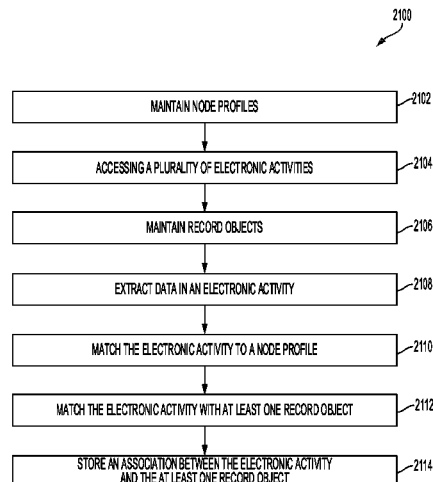 2100
MAINTAIN NODE PROFILES
2102
ACCESSING A PLURALITY OF ELECTRONIC ACTIVITIES
2104
MAINTAIN RECORD OBJECTS
2106
EXTRACT DATA IN AN ELECTRONIC ACTIVITY
2108
MATCH THE ELECTRONIC ACTIVITY TO A NODE PROFILE
2110
MATCH THE ELECTRONIC ACTIVITY WITH AT LEAST ONE RECORD OBJECT
2112
STORE AN ASSOCIATION BETWEEN THE ELECTRONIC ACTIVITY
AND THE AT LEAST ONE RECORD OBJECT
2114